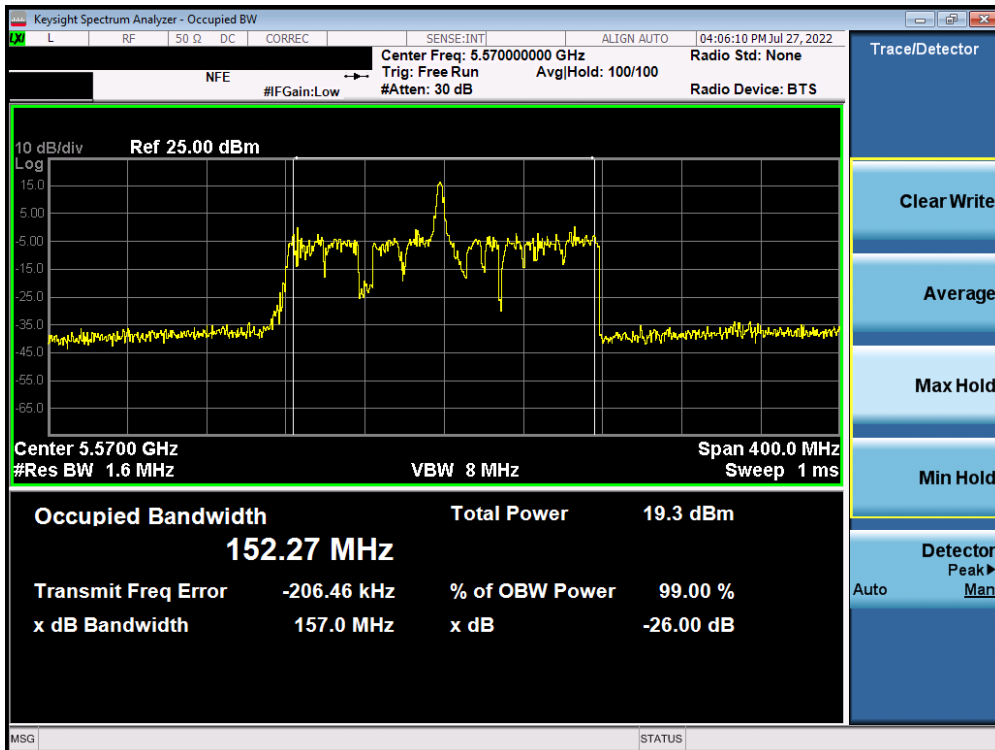 Keysight Spectrum Analyzer - Occupied BW
LXI L RF 50 Ω DC CORREC SENSE:INT ALIGN AUTO 04:06:10 PM Jul 27, 2022
Center Freq: 5.570000000 GHz Radio Std: None
NFE Trig: Free Run Avg|Hold: 100/100
#IFGain:Low #Atten: 30 dB Radio Device: BTS
Trace/Detector
10 dB/div Ref 25.00 dBm
Log
15.0
5.00
-5.00
-15.0
-25.0
-35.0
-45.0
-55.0
-65.0
Center 5.5700 GHz Span 400.0 MHz
#Res BW 1.6 MHz VBW 8 MHz Sweep 1 ms
Occupied Bandwidth Total Power 19.3 dBm
152.27 MHz
Transmit Freq Error -206.46 kHz % of OBW Power 99.00 %
x dB Bandwidth 157.0 MHz x dB -26.00 dB
Clear Write
Average
Max Hold
Min Hold
Detector
Peak▶
Auto Man
MSG STATUS